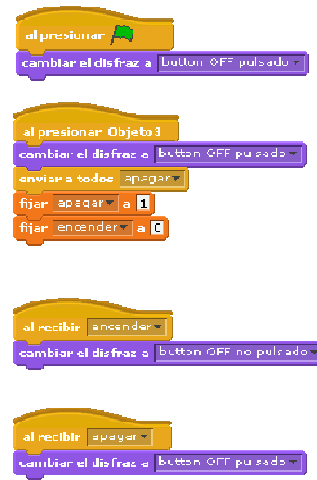 al presionar
cambiar el disfraz a button OFF pulsado
al presionar Objeto3
cambiar el disfraz a button OFF pulsado
enviar a todos apagar
fijar apagar a 1
fijar encender a 0
al recibir encender
cambiar el disfraz a button OFF no pulsado
al recibir apagar
cambiar el disfraz a button OFF pulsado